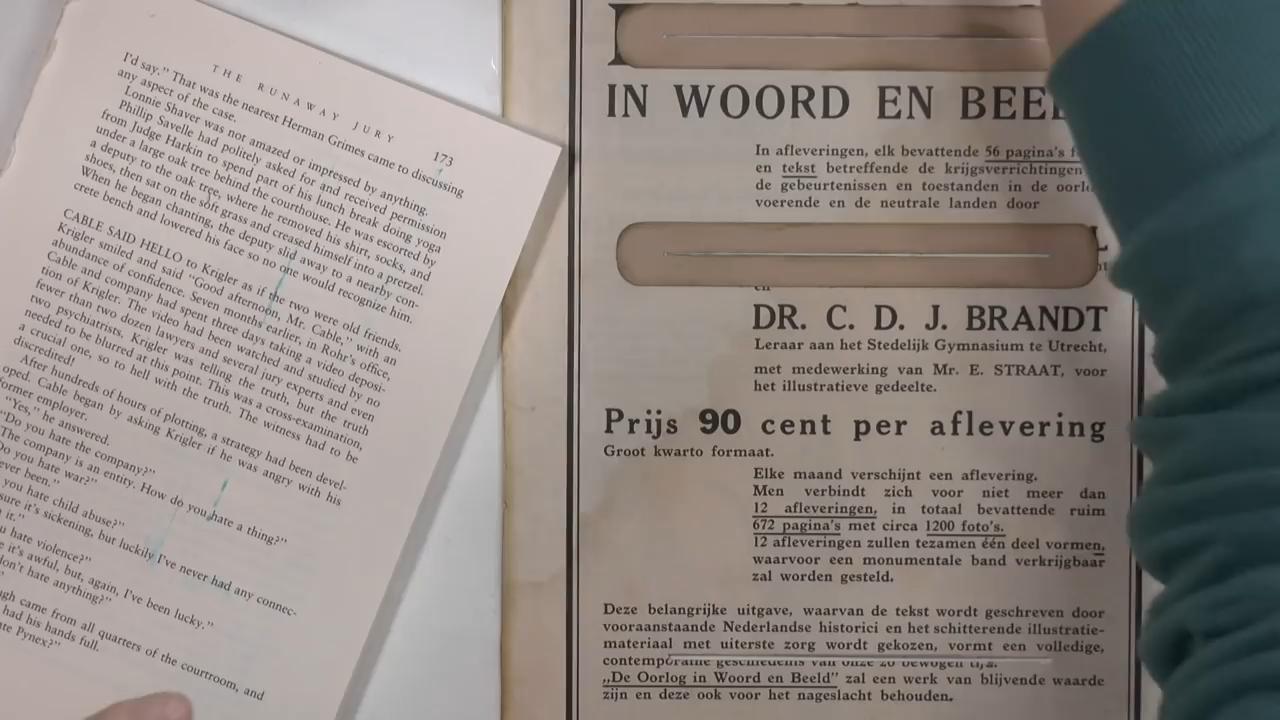 THE RUNAWAY JURY
173
I'd say." That was the nearest Herman Grimes came to discussing
any aspect of the case.
Lonnie Shaver was not amazed or impressed by anything.
Phillip Savelle had politely asked for and received permission
from Judge Harkin to spend part of his lunch break doing yoga
under a large oak tree behind the courthouse. He was escorted by
a deputy to the oak tree, where he removed his shirt, socks, and
shoes, then sat on the soft grass and creased himself into a pretzel.
When he began chanting, the deputy slid away to a nearby con-
crete bench and lowered his face so no one would recognize him.
CABLE SAID HELLO to Krigler as if the two were old friends.
Krigler smiled and said "Good afternoon, Mr. Cable," with an
abundance of confidence. Seven months earlier, in Rohr's office,
Cable and company had spent three days taking a video deposi-
tion of Krigler. The video had been watched and studied by no
fewer than two dozen lawyers and several jury experts and even
two psychiatrists. Krigler was telling the truth, but the truth
needed to be blurred at this point. This was a cross-examination,
a crucial one, so to hell with the truth. The witness had to be
discredited!
After hundreds of hours of plotting, a strategy had been devel-
oped. Cable began by asking Krigler if he was angry with his
former employer.
"Yes," he answered.
"Do you hate the company?"
The company is an entity. How do you hate a thing?"
Do you hate war?"
ever been."
you hate child abuse?"
sure it's sickening, but luckily I've never had any connec-
it."
hate violence?"
it's awful, but, again, I've been lucky."
don't hate anything?"
came from all quarters of the courtroom, and
had his hands full.
Pynex?"
IN WOORD EN BEE
In afleveringen, elk bevattende 56 pagina's
en tekst betreffende de krijgsverrichtingen
de gebeurtenissen en toestanden in de
voerende en de neutrale landen door
en
DR. C. D. J. BRANDT
Leraar aan het Stedelijk Gymnasium te Utrecht,
met medewerking van Mr. E. STRAAT, voor
het illustratieve gedeelte.
Prijs 90 cent per aflevering
Groot kwarto formaat.
Elke maand verschijnt een aflevering.
Men verbindt zich voor niet meer dan
12 afleveringen, in totaal bevattende ruim
672 pagina's met circa 1200 foto's.
12 afleveringen zullen tezamen één deel vormen,
waarvoor een monumentale band verkrijgbaar
zal worden gesteld.
Deze belangrijke uitgave, waarvan de tekst wordt geschreven door
vooraanstaande Nederlandse historici en het schitterende illustratie-
materiaal met uiterste zorg wordt gekozen, vormt een volledige,
contemporaine geschiedenis van onze zo bewogen tijd.
„De Oorlog in Woord en Beeld" zal een werk van blijvende waarde
zijn en deze ook voor het nageslacht behouden.